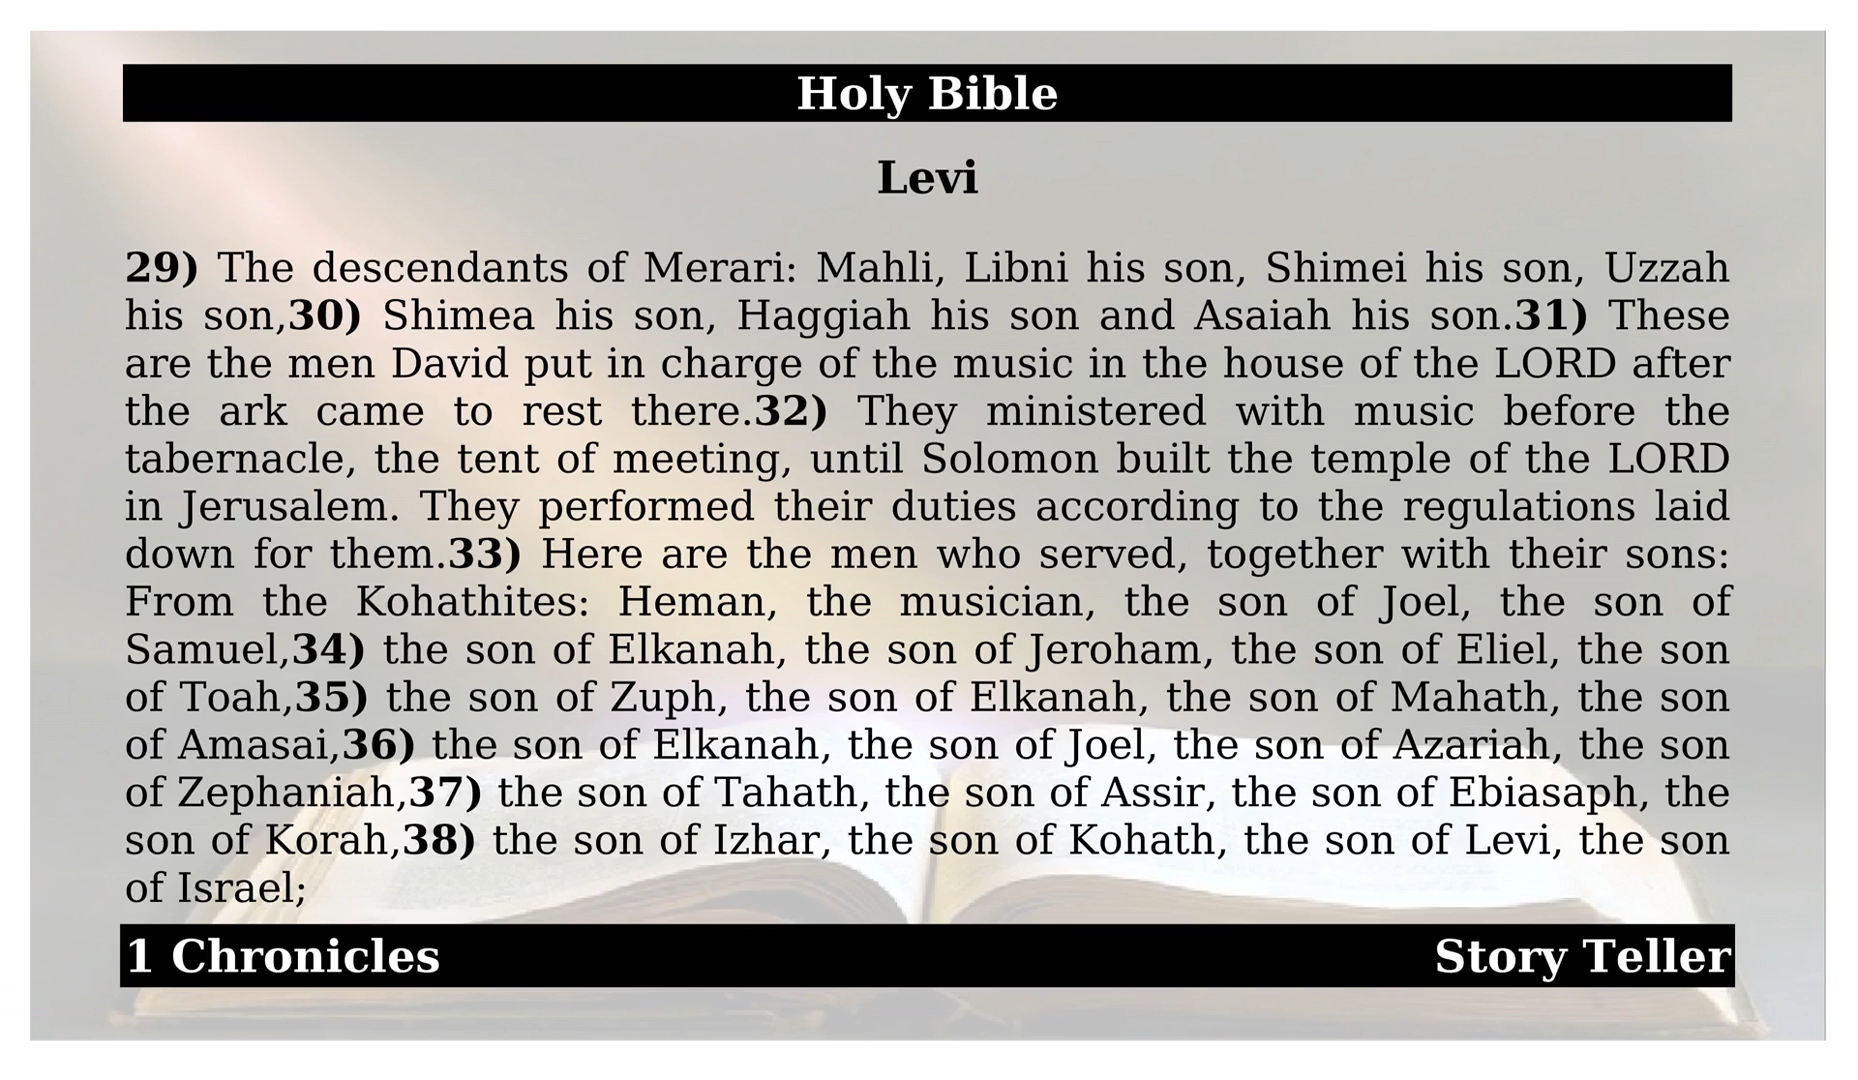 Holy Bible
Levi
29) The descendants of Merari: Mahli, Libni his son, Shimei his son, Uzzah
his son,30) Shimea his son, Haggiah his son and Asaiah his son.31) These
are the men David put in charge of the music in the house of the LORD after
the ark came to rest there.32) They ministered with music before the
tabernacle, the tent of meeting, until Solomon built the temple of the LORD
in Jerusalem. They performed their duties according to the regulations laid
down for them.33) Here are the men who served, together with their sons:
From the Kohathites: Heman, the musician, the son of Joel, the son of
Samuel,34) the son of Elkanah, the son of Jeroham, the son of Eliel, the son
of Toah,35) the son of Zuph, the son of Elkanah, the son of Mahath, the son
of Amasai,36) the son of Elkanah, the son of Joel, the son of Azariah, the son
of Zephaniah,37) the son of Tahath, the son of Assir, the son of Ebiasaph, the
son of Korah,38) the son of Izhar, the son of Kohath, the son of Levi, the son
of Israel;
1 Chronicles Story Teller